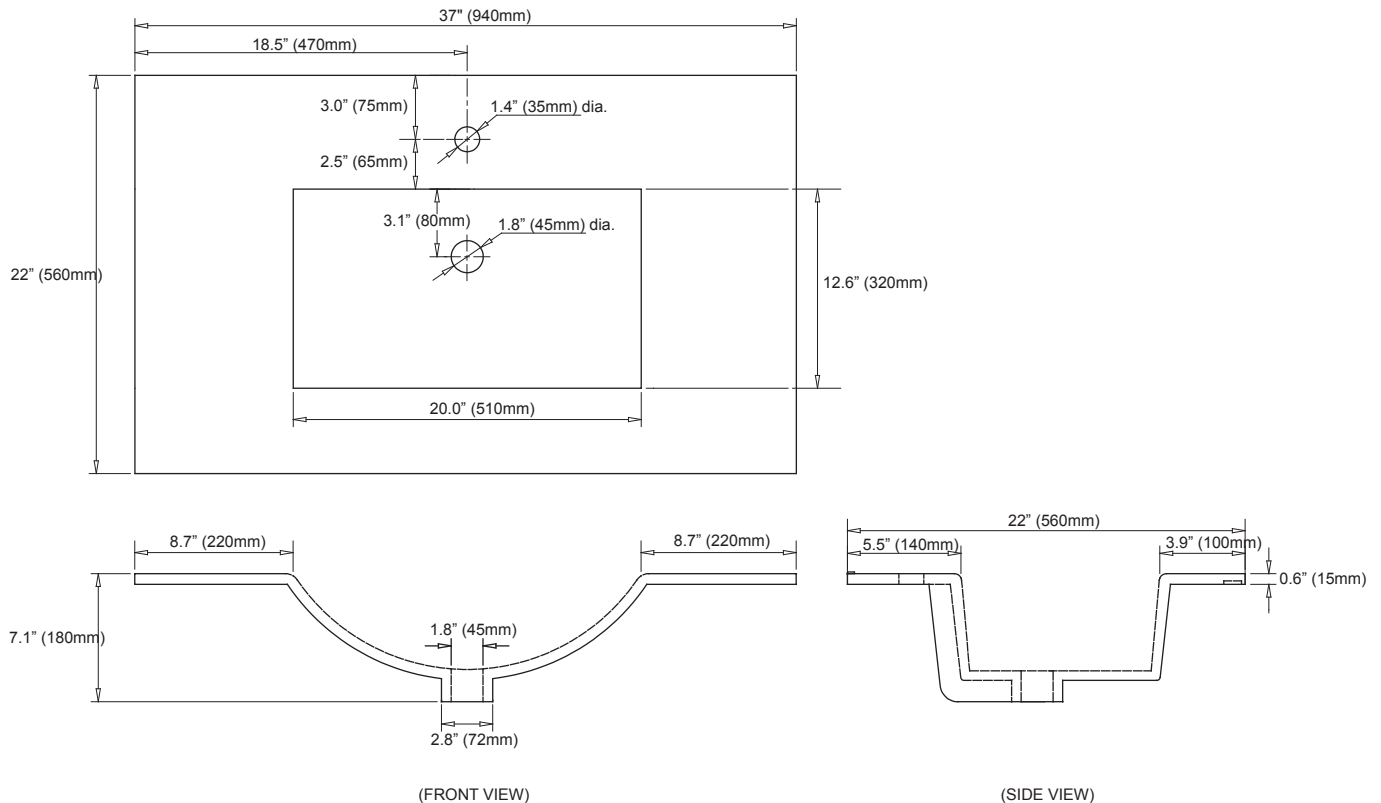 37" (940mm)
18.5” (470mm)
3.0” (75mm)
1.4” (35mm) dia.
2.5” (65mm)
3.1” (80mm)
1.8” (45mm) dia.
22” (560mm)
12.6” (320mm)
20.0” (510mm)
8.7” (220mm)
8.7” (220mm)
7.1” (180mm)
1.8” (45mm)
2.8” (72mm)
22” (560mm)
5.5” (140mm)
3.9” (100mm)
0.6” (15mm)
(FRONT VIEW)
(SIDE VIEW)